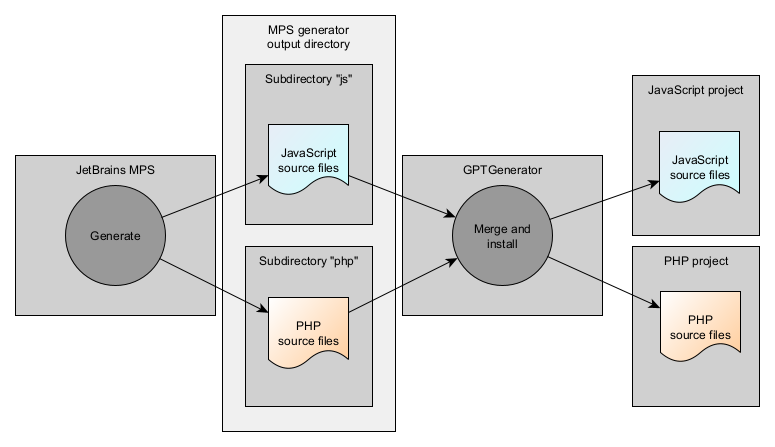 JetBrains MPS
Generate
MPS generator
output directory
Subdirectory "js"
JavaScript
source files
Subdirectory "php"
PHP
source files
GPTGenerator
Merge and
install
JavaScript project
JavaScript
source files
PHP project
PHP
source files